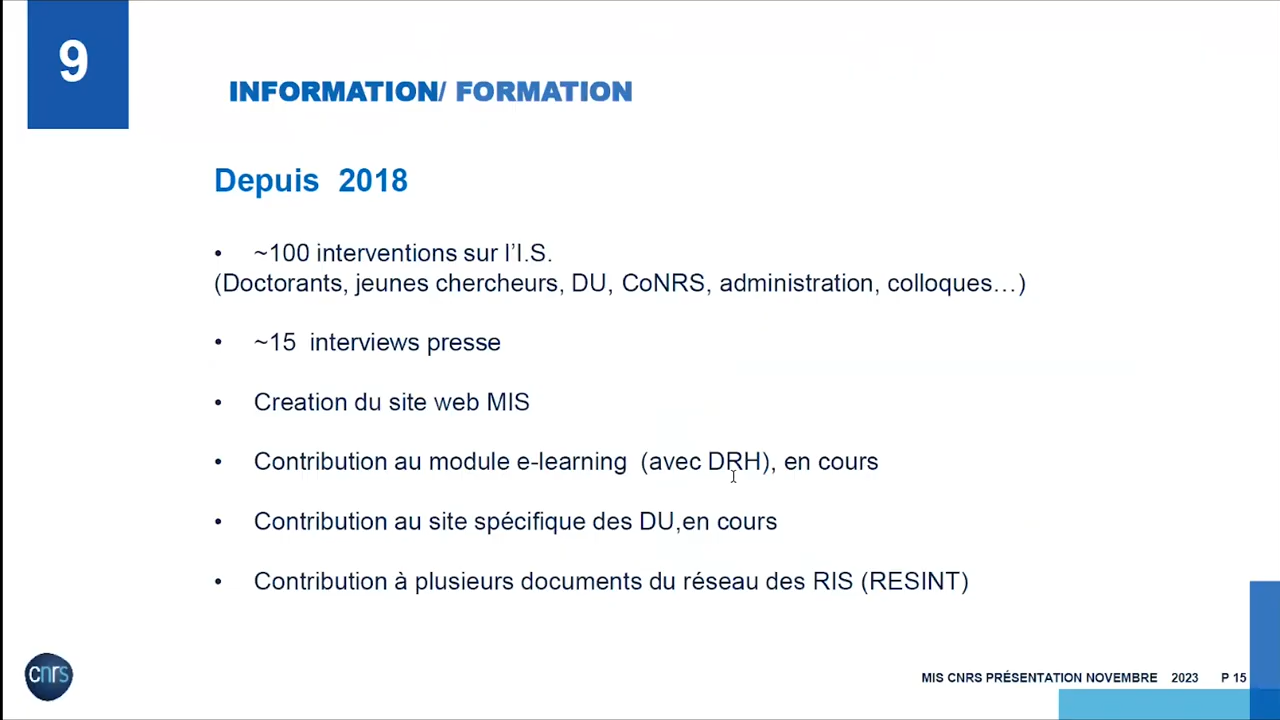 9
INFORMATION/ FORMATION
Depuis 2018
• ~100 interventions sur l’I.S.
(Doctorants, jeunes chercheurs, DU, CoNRS, administration, colloques…)
• ~15 interviews presse
• Creation du site web MIS
• Contribution au module e-learning (avec DRH), en cours
• Contribution au site spécifique des DU,en cours
• Contribution à plusieurs documents du réseau des RIS (RESINT)
cnrs
MIS CNRS PRÉSENTATION NOVEMBRE 2023 P 15